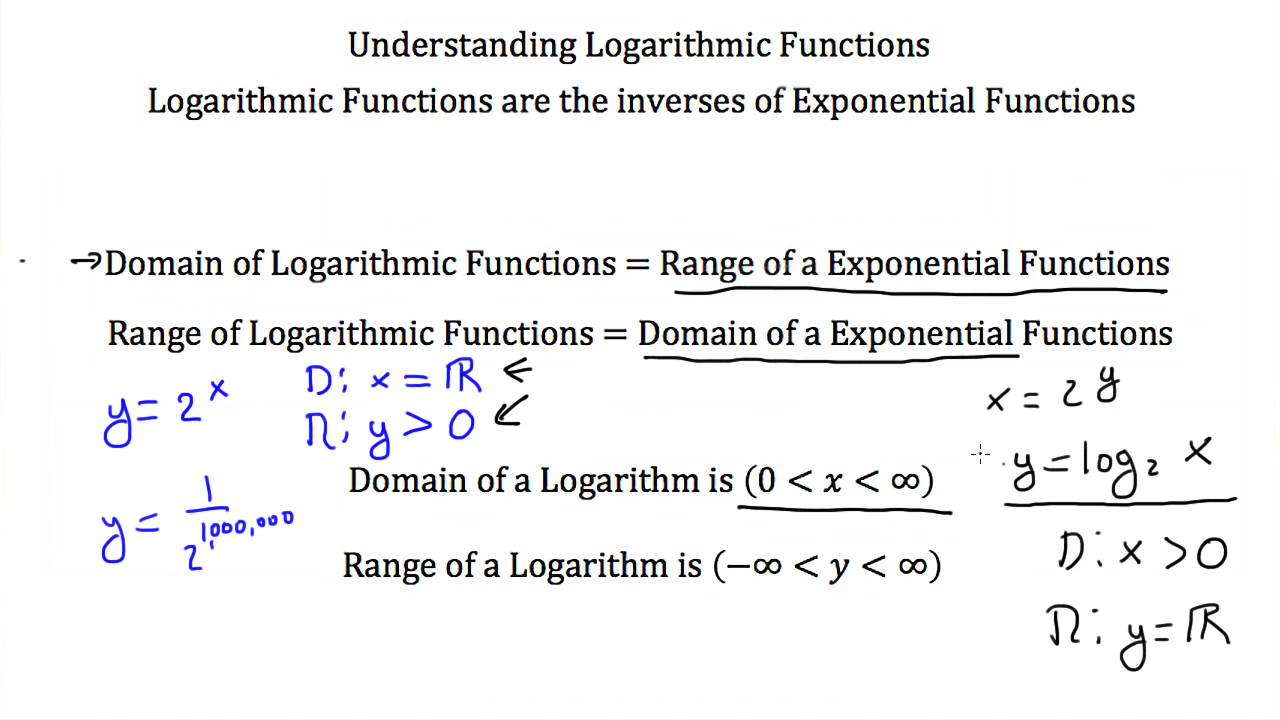 Understanding Logarithmic Functions
Logarithmic Functions are the inverses of Exponential Functions
→Domain of Logarithmic Functions = Range of a Exponential Functions
Range of Logarithmic Functions = Domain of a Exponential Functions
y = 2^x
D: x = ℝ ←
R: y > 0 ←
x = 2^y
y = log₂ x
Domain of a Logarithm is (0 < x < ∞)
y = 1/2^1,000,000
D: x > 0
Range of a Logarithm is (−∞ < y < ∞)
R: y = ℝ